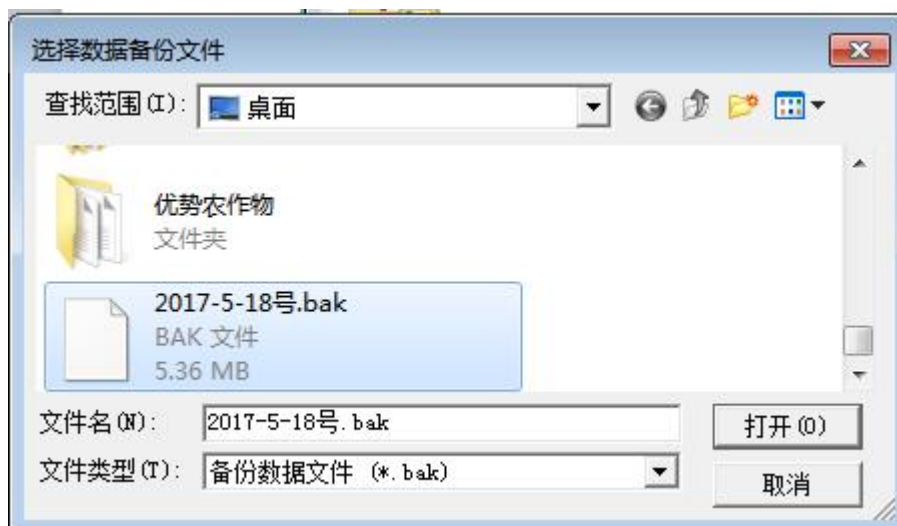 选择数据备份文件
查找范围(I):
桌面
优势农作物
文件夹
2017-5-18号.bak
BAK 文件
5.36 MB
文件名(N):
2017-5-18号.bak
打开(O)
文件类型(T):
备份数据文件 (*.bak)
取消